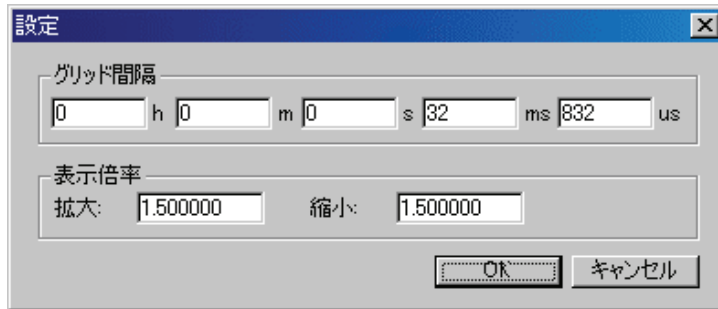 設定
グリッド間隔
0 h 0 m 0 s 32 ms 832 us
表示倍率
拡大: 1.500000 縮小: 1.500000
OK キャンセル